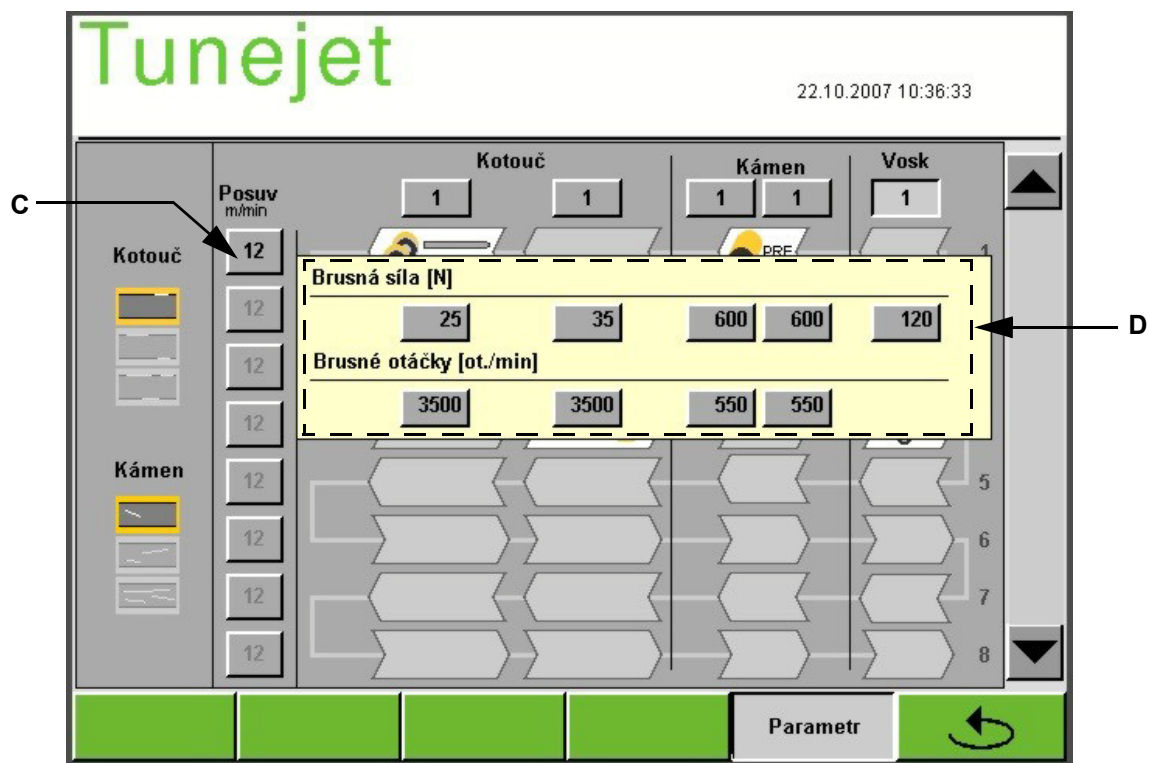 Tunejet
22.10.2007 10:36:33
Kotouč Kámen Vosk
Posuv
m/min
1 1 1 1 1
C
Kotouč
12 PRE 1
Brusná síla [N]
12 25 35 600 600 120
D
12 Brusné otáčky [ot./min]
12 3500 3500 550 550
Kámen
12 5
12 6
12 7
12 8
Parametr